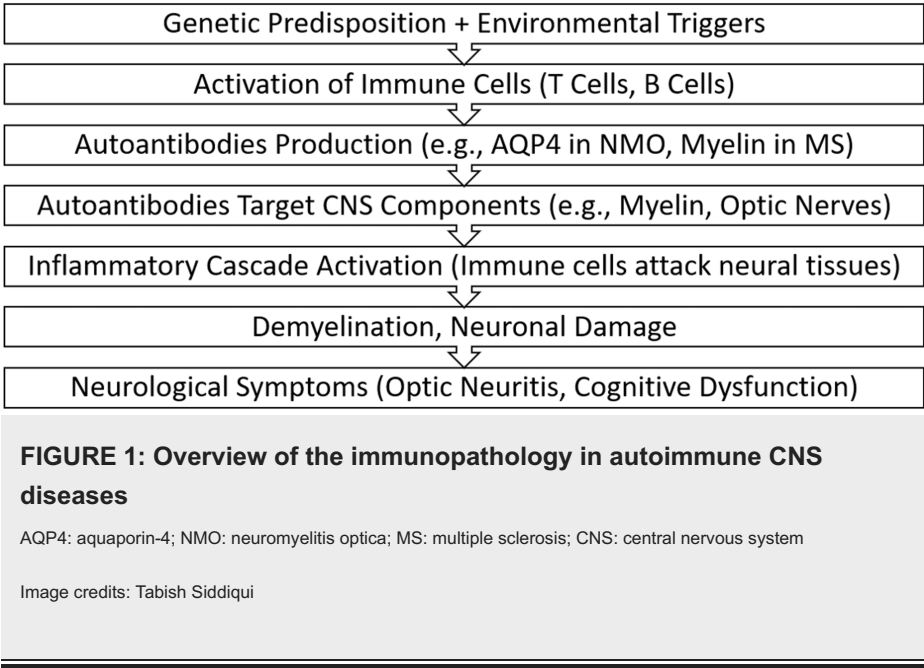 Genetic Predisposition + Environmental Triggers
Activation of Immune Cells (T Cells, B Cells)
Autoantibodies Production (e.g., AQP4 in NMO, Myelin in MS)
Autoantibodies Target CNS Components (e.g., Myelin, Optic Nerves)
Inflammatory Cascade Activation (Immune cells attack neural tissues)
Demyelination, Neuronal Damage
Neurological Symptoms (Optic Neuritis, Cognitive Dysfunction)
FIGURE 1: Overview of the immunopathology in autoimmune CNS
diseases
AQP4: aquaporin-4; NMO: neuromyelitis optica; MS: multiple sclerosis; CNS: central nervous system
Image credits: Tabish Siddiqui